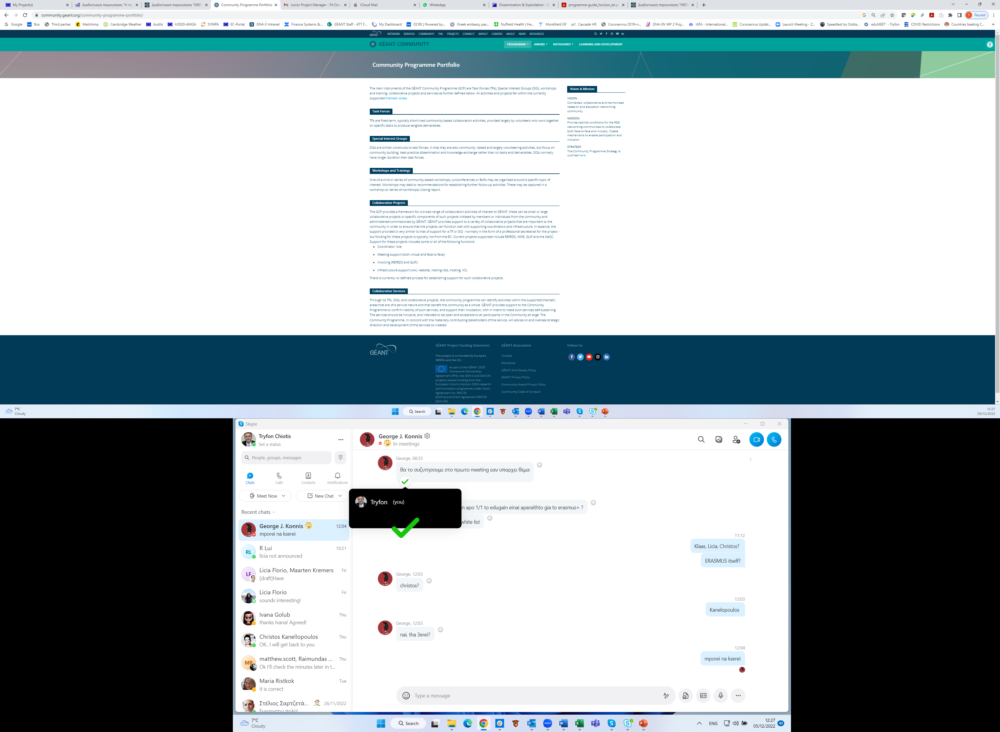 My Project(s)
Διαδικτυακή παρουσίαση "Η τεχ
Διαδικτυακή παρουσίαση "NREN
Community Programme Portfolio
Junior Project Manager - Fit Out
iCloud Mail
WhatsApp
Dissemination & Exploitation - O
programme-guide_horizon_en.pd
Διαδικτυακή παρουσίαση "NREN
community.geant.org/community-programme-portfolio/
T Paused
Google
Box
Third parties
Mailchimp
Cambridge Weather
Audits
H2020-AMGA
SYMPA
EC-Portal
GN4-3 Intranet
Finance Systems &...
GÉANT Staff - ATT F...
My Dashboard
OCRE | Powered by...
Greek embassy pas...
Nuffield Health | He...
Monkfield GP
Cascade HR
Coronavirus 2019-n...
GN4-3N WP 2 Proj...
IATA - Internationa...
Coronavirus Updat...
Launch Meeting - Z...
Speedtest by Ookla...
eduMEET - Tryfon
COVID Restrictions
Countries beating C...
GÉANT NETWORK SERVICES COMMUNITY TNC PROJECTS CONNECT IMPACT CAREERS ABOUT NEWS RESOURCES
GÉANT COMMUNITY
PROGRAMME AWARD INFOSHARES LEARNING AND DEVELOPMENT
Community Programme Portfolio
The main instruments of the GÉANT Community Programme (GCP) are Task Forces (TFs), Special Interest Groups (SIG), workshops
and training, collaborative projects and services as further defined below. All activities and projects fall within the currently
supported thematic areas.
Task Forces
TFs are fixed-term, typically short-lived community-based collaboration activities, provided largely by volunteers who work together
on specific tasks to produce tangible deliverables.
Special Interest Groups
SIGs are similar constructs to task forces, in that they are also community- based and largely volunteering activities, but focus on
community building, best-practice dissemination and knowledge exchange rather than on tasks and deliverables. SIGs normally
have longer duration than task forces.
Workshops and Trainings
One-of-a-kind or series of community-based workshops, (un)conferences or BoFs may be organised around a specific topic of
interest. Workshops may lead to recommendations for establishing further follow-up activities. These may be captured in a
workshop (or series of workshops) closing report.
Collaborative Projects
The GCP provides a framework for a broad range of collaboration activities of interest to GÉANT, these can be small or large
collaborative projects or specific components of such projects initiated by members or individuals from the community and
administered/commissioned by GÉANT. GÉANT provides support to a variety of collaborative projects that are important to the
community in order to ensure that the projects can function well with supporting coordinators and infrastructure. In essence, the
support provided is very similar to that of support for a TF or SIG - normally in the form of a professional secretariat for the project -
but funding for these projects is typically not from the EC. Current projects supported include REFEDS, WISE, GLIF and the GeGC.
Support for these projects includes some or all of the following functions:
• Coordinator role;
• Meeting support (both virtual and face to face);
• Invoicing (REFEDS and GLIF);
• Infrastructure support (wiki, website, mailing lists, hosting, VC).
There is currently no defined process for establishing support for such collaborative projects.
Collaborative Services
Through its TFs, SIGs, and collaborative projects, the community programme can identify activities within the supported thematic
areas that are of a service nature and that benefit the community as a whole. GÉANT provides support to the Community
Programme to confirm viability of such services, and support their incubation, with in intent to make such services self-sustaining.
The services should be inclusive, and intended to be open and accessible to all participants in the Community at large. The
Community Programme, in concord with the materially contributing stakeholders of the service, will advise on and oversee strategic
direction and development of the services so created.
Vision & Mission
VISION
Connected, collaborative and harmonised
research and education networking
community.
MISSION
Provide optimal conditions for the R&E
networking communities to collaborate
both face-to-face and virtually. Create
mechanisms to enable participation and
inclusion.
STRATEGY
The Community Programme Strategy is
outlined here.
GÉANT
GÉANT Project Funding Statement
The project is co-funded by Europe's
NRENs and the EU.
As part of the GÉANT 2020
Framework Partnership
Agreement (FPA), the GN4-3 and GN4-3N
projects receive funding from the
European Union's Horizon 2020 research
and innovation programme under Grant
Agreement No. 856726
(GN4-3) and Grant Agreement 856728
(GN4-3N)
GÉANT Association
Cookies
Disclaimer
GÉANT Anti-Slavery Policy
GEANT Privacy Policy
Community Award Privacy Policy
Community Code of Conduct
Follow Us
7°C
Cloudy
Search
12:27
05/12/2022
Skype
Tryfon Chiotis
Set a status
People, groups, messages
Chats
Calls
Contacts
Notifications
Meet Now
New Chat
Recent chats
George J. Konnis
12:04
mporei na kserei
RL
R Lui
10:21
licia not announced
LF
Licia Florio, Maarten Kremers
Fri
[draft]Have
Licia Florio
Fri
sounds interesting!
Ivana Golub
Thu
thanks Ivana! Agreed!
Christos Kanellopoulos
Thu
OK.. I will get back to you
MR
matthew.scott, Raimundas ...
Thu
Ok I'll check the minutes later in t...
Maria Ristkok
Tue
it is correct
Στέλιος Σαρτζετά...
26/11/2022
Ευχαριστώ πολύ!
George J. Konnis
In meetings
George, 08:35
θα το συζυτησουμε στο πρωτο meeting εαν υπαρχει θεμα
Tryfon (you)
n apo 1/1 to edugain einai aparaithto gia to erasmus+ ?
white list
11:12
Klaas, Licia, Christos?
ERASMUS itself?
George, 12:03
christos?
12:03
Kanelopoulos
George, 12:03
nai, tha 3erei?
12:04
mporei na kserei
Type a message
7°C
Cloudy
Search
ENG
12:27
05/12/2022
40